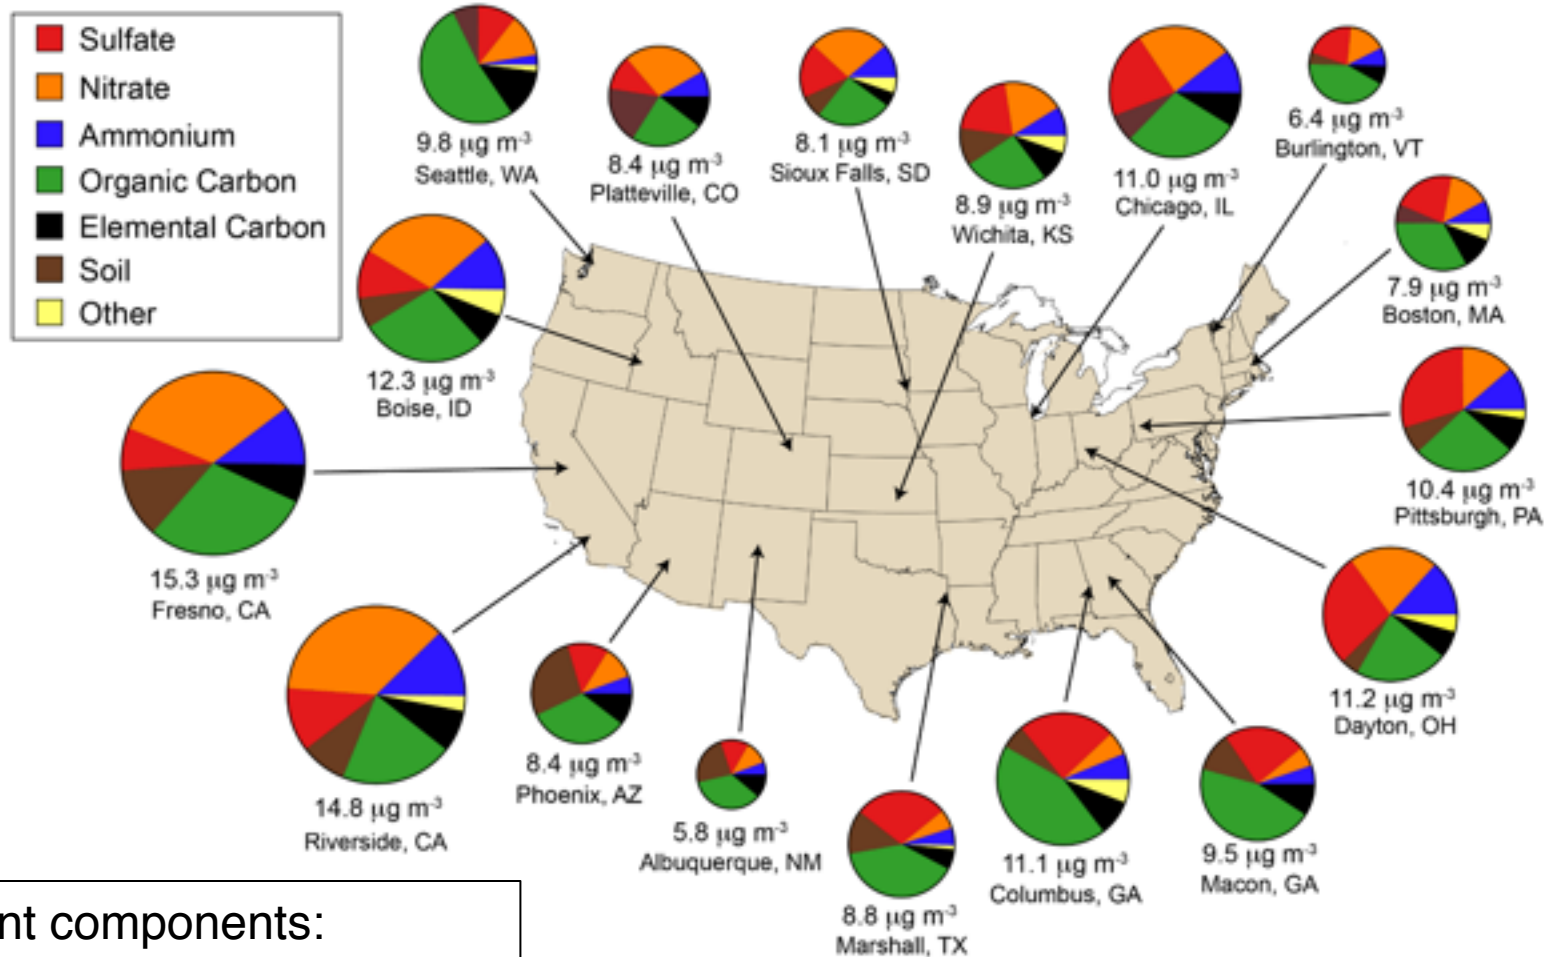 Sulfate
Nitrate
Ammonium
Organic Carbon
Elemental Carbon
Soil
Other
9.8 µg m⁻³
Seattle, WA
8.4 µg m⁻³
Platteville, CO
8.1 µg m⁻³
Sioux Falls, SD
8.9 µg m⁻³
Wichita, KS
11.0 µg m⁻³
Chicago, IL
6.4 µg m⁻³
Burlington, VT
7.9 µg m⁻³
Boston, MA
12.3 µg m⁻³
Boise, ID
10.4 µg m⁻³
Pittsburgh, PA
15.3 µg m⁻³
Fresno, CA
11.2 µg m⁻³
Dayton, OH
14.8 µg m⁻³
Riverside, CA
8.4 µg m⁻³
Phoenix, AZ
5.8 µg m⁻³
Albuquerque, NM
8.8 µg m⁻³
Marshall, TX
11.1 µg m⁻³
Columbus, GA
9.5 µg m⁻³
Macon, GA
nt components: